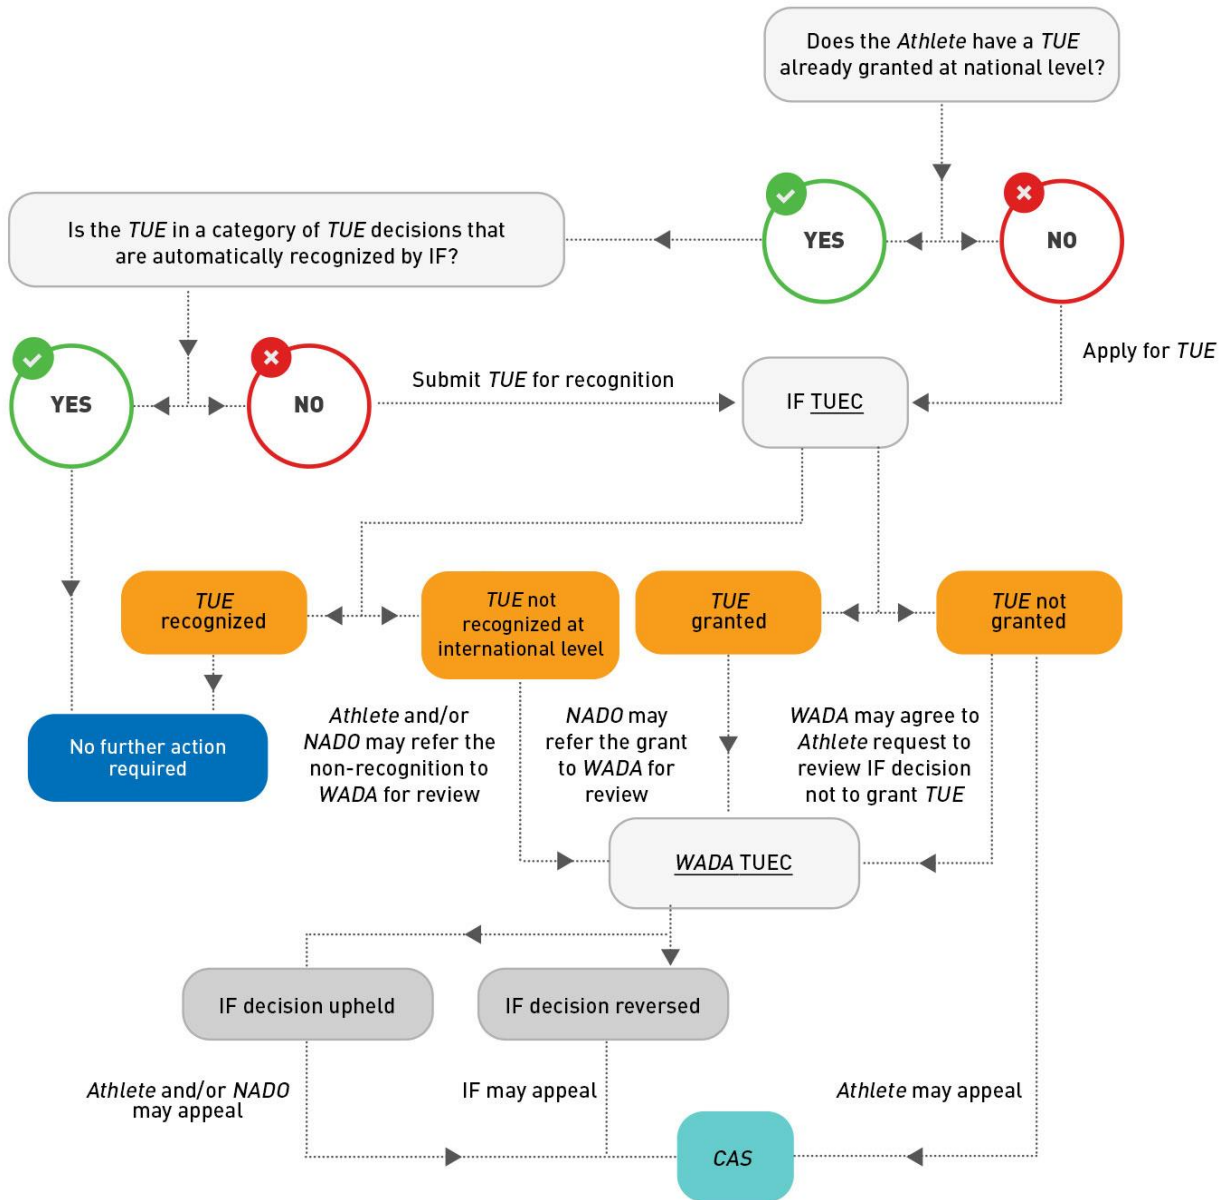 Does the Athlete have a TUE
already granted at national level?
YES
NO
Is the TUE in a category of TUE decisions that
are automatically recognized by IF?
YES
NO
Submit TUE for recognition
IF TUEC
Apply for TUE
TUE
recognized
TUE not
recognized at
international level
TUE
granted
TUE not
granted
No further action
required
Athlete and/or
NADO may refer the
non-recognition to
WADA for review
NADO may
refer the grant
to WADA for
review
WADA may agree to
Athlete request to
review IF decision
not to grant TUE
WADA TUEC
IF decision upheld
IF decision reversed
Athlete and/or NADO
may appeal
IF may appeal
Athlete may appeal
CAS